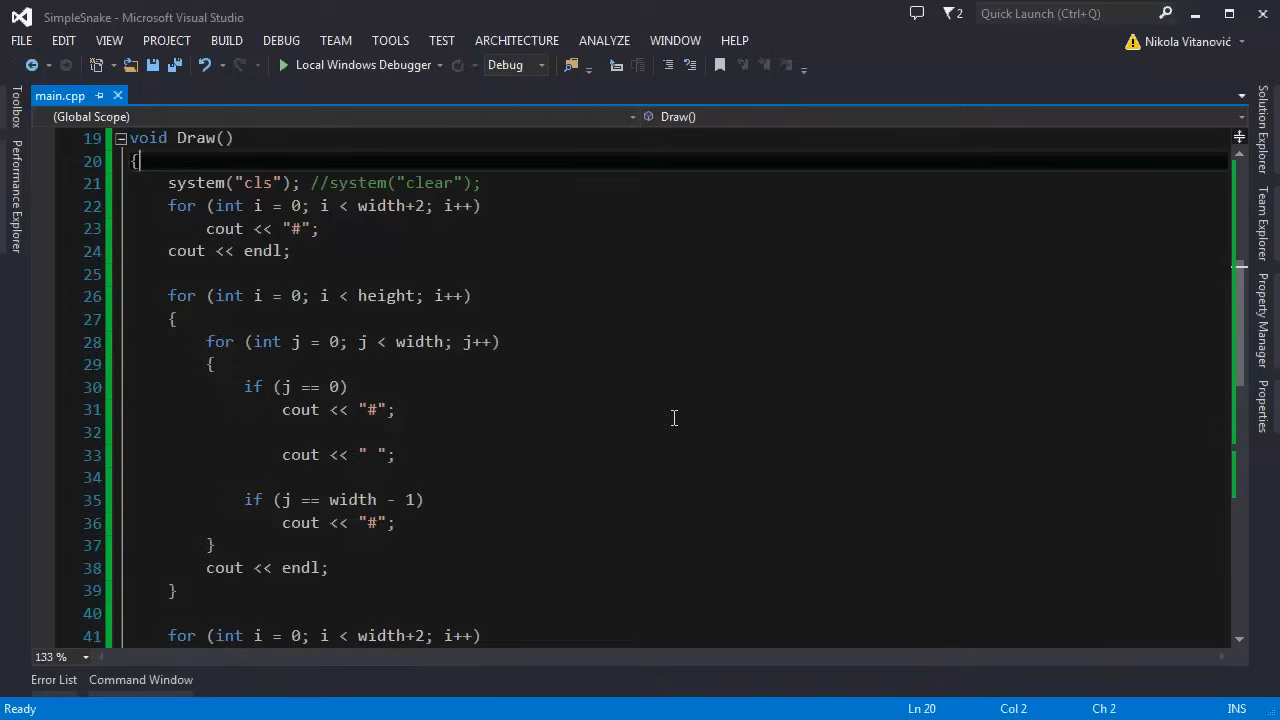 SimpleSnake - Microsoft Visual Studio
2
Quick Launch (Ctrl+Q)
FILE EDIT VIEW PROJECT BUILD DEBUG TEAM TOOLS TEST ARCHITECTURE ANALYZE WINDOW HELP
Nikola Vitanović
Local Windows Debugger Debug
main.cpp
(Global Scope) Draw()
Toolbox
Performance Explorer
19 void Draw()
20 {
21 system("cls"); //system("clear");
22 for (int i = 0; i < width+2; i++)
23 cout << "#";
24 cout << endl;
25
26 for (int i = 0; i < height; i++)
27 {
28 for (int j = 0; j < width; j++)
29 {
30 if (j == 0)
31 cout << "#";
32
33 cout << " ";
34
35 if (j == width - 1)
36 cout << "#";
37 }
38 cout << endl;
39 }
40
41 for (int i = 0; i < width+2; i++)
Solution Explorer
Team Explorer
Property Manager
Properties
133 %
Error List Command Window
Ready Ln 20 Col 2 Ch 2 INS